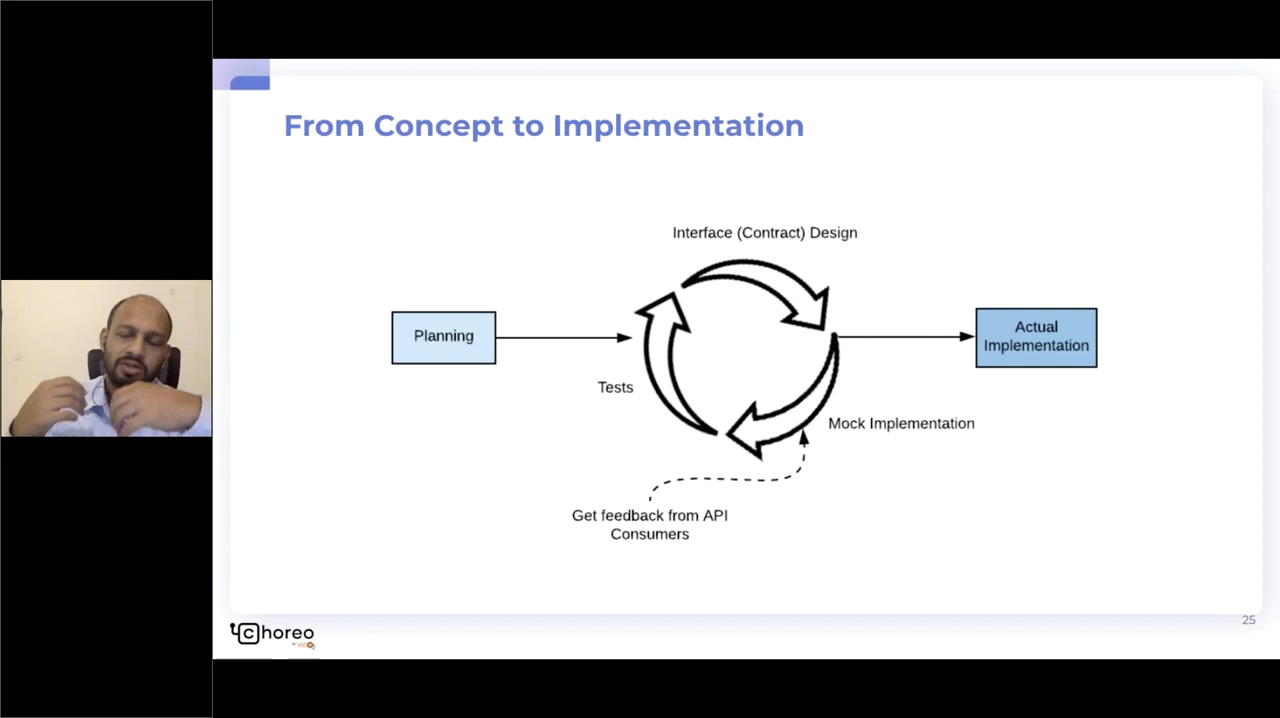 From Concept to Implementation
Interface (Contract) Design
Planning
Actual
Implementation
Tests
Mock Implementation
Get feedback from API
Consumers
25
choreo